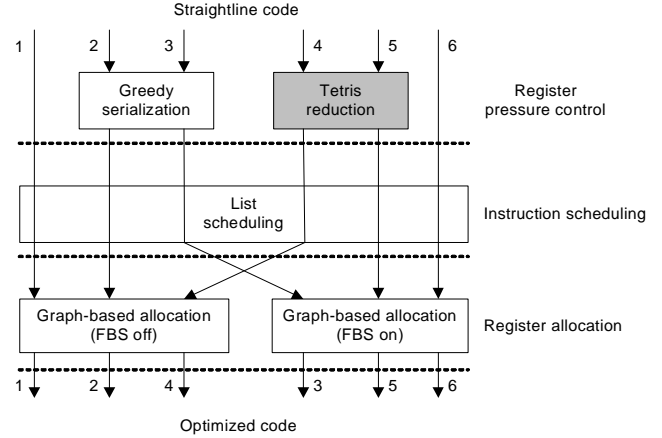 Straightline code
1 2 3 4 5 6
Greedy
serialization
Tetris
reduction
Register
pressure control
List
scheduling
Instruction scheduling
Graph-based allocation
(FBS off)
Graph-based allocation
(FBS on)
Register allocation
1 2 4 3 5 6
Optimized code